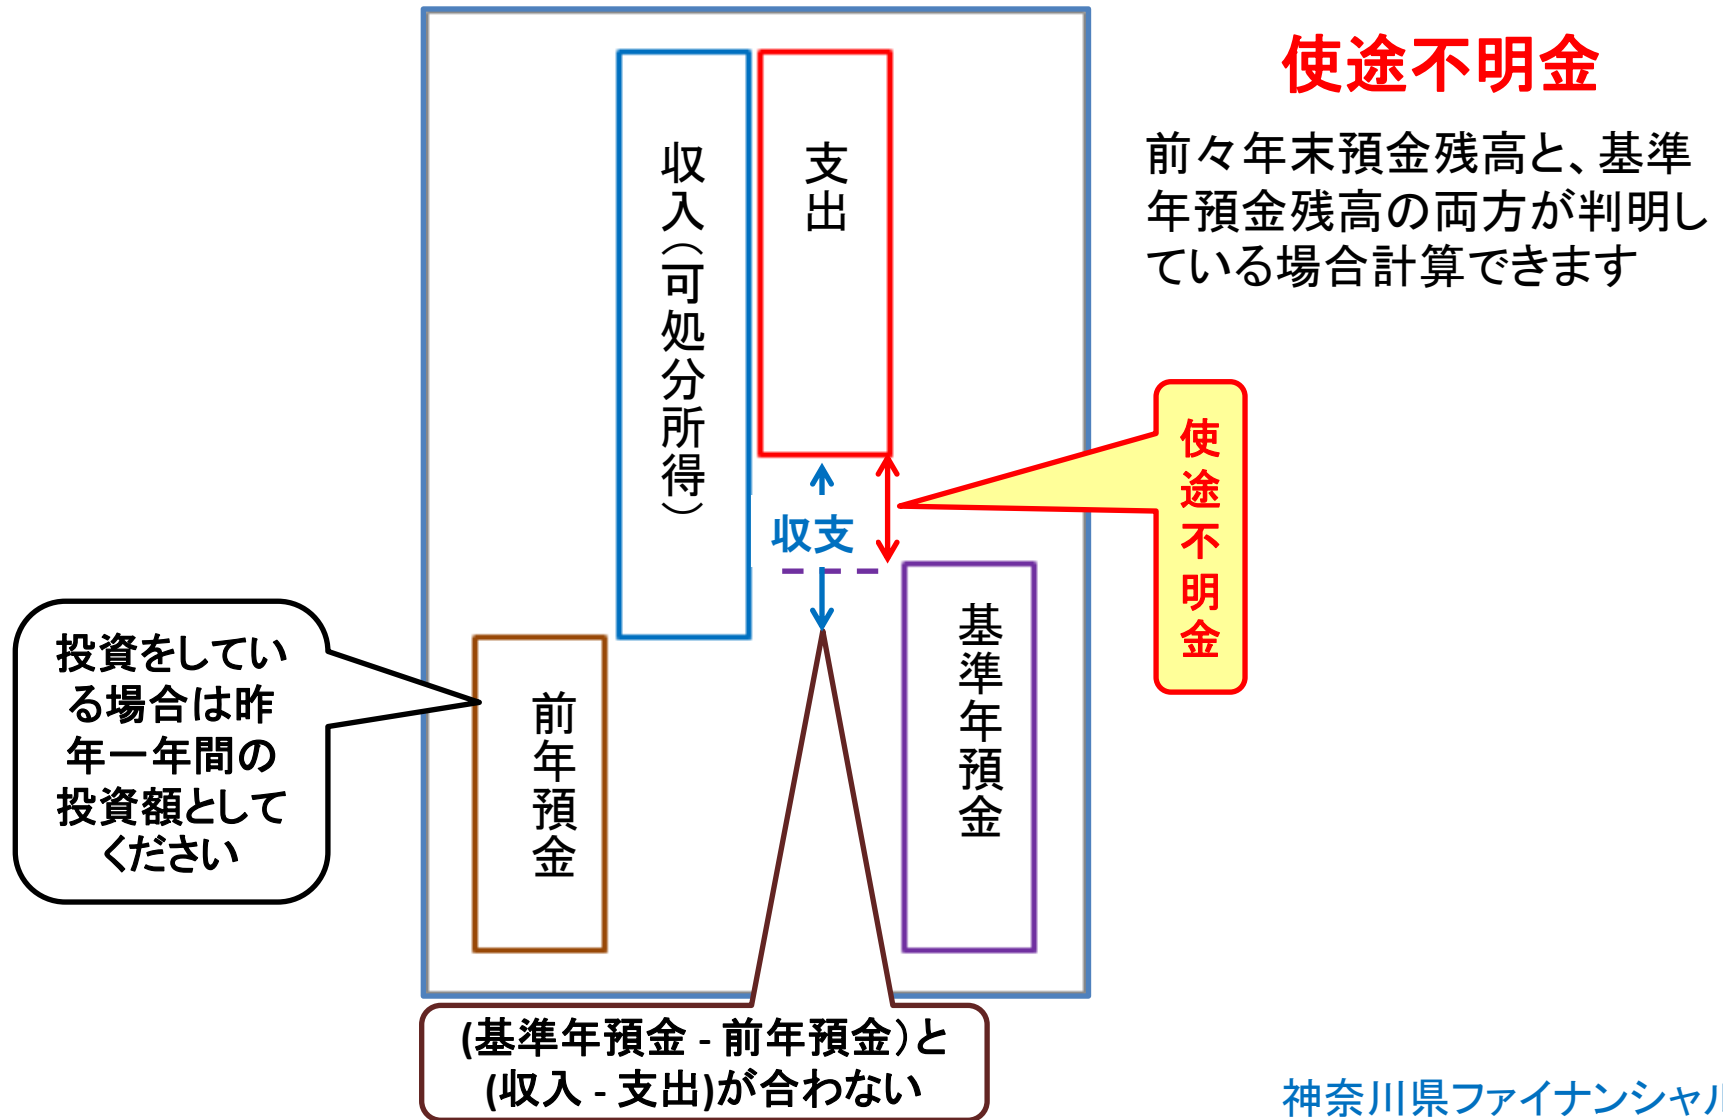 使途不明金
前々年末預金残高と、基準
年預金残高の両方が判明し
ている場合計算できます
収入（可処分所得）
支出
収支
使途不明金
前年預金
基準年預金
投資をしてい
る場合は昨
年一年間の
投資額として
ください
(基準年預金 - 前年預金）と
(収入 - 支出)が合わない
神奈川県ファイナンシャル